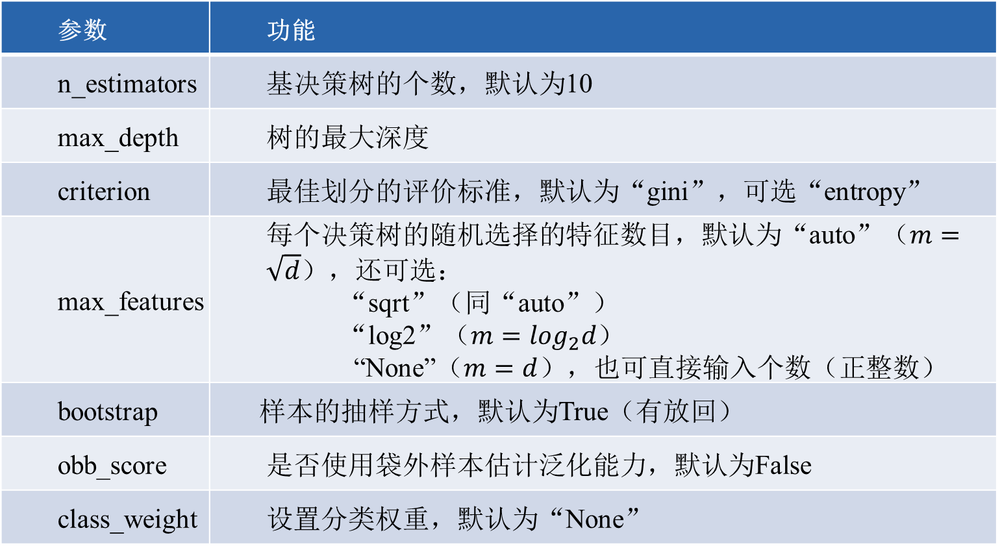 参数 功能
n_estimators 基决策树的个数，默认为10
max_depth 树的最大深度
criterion 最佳划分的评价标准，默认为“gini”，可选“entropy”
每个决策树的随机选择的特征数目，默认为“auto”（m =
√d），还可选：
max_features “sqrt”（同“auto”）
“log2”（m = log₂d）
“None”（m = d），也可直接输入个数（正整数）
bootstrap 样本的抽样方式，默认为True（有放回）
obb_score 是否使用袋外样本估计泛化能力，默认为False
class_weight 设置分类权重，默认为“None”